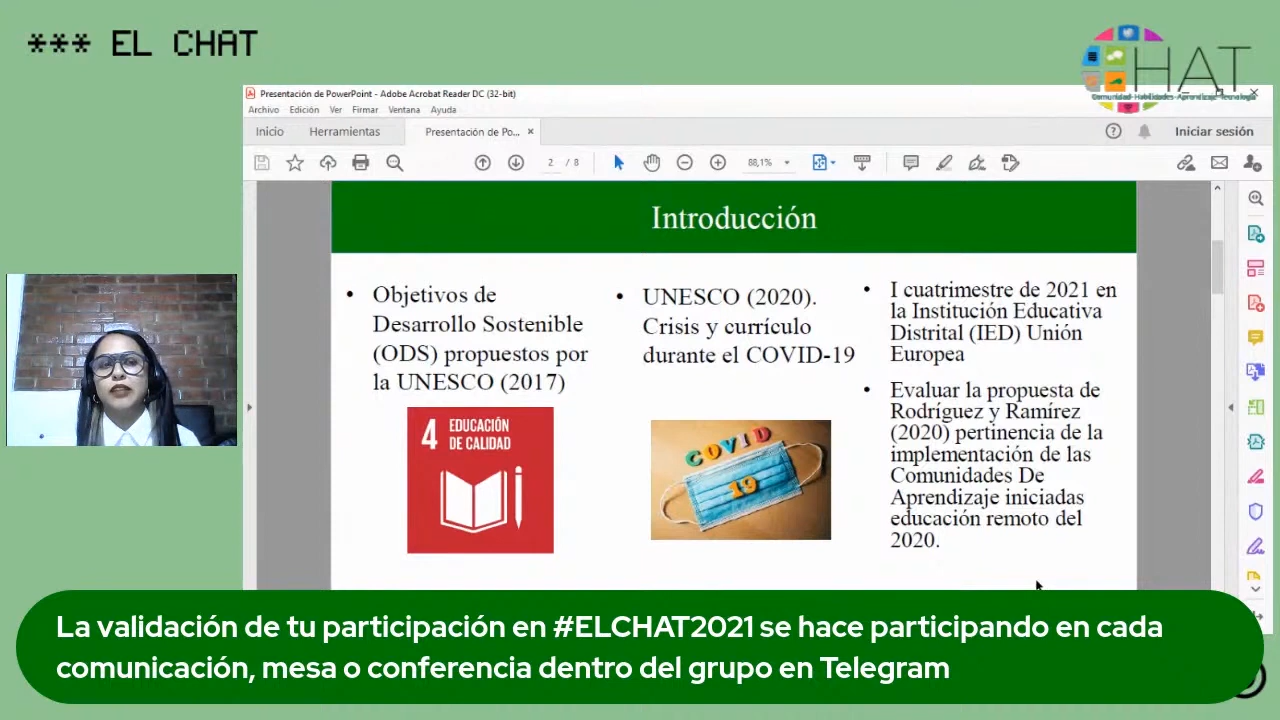 *** EL CHAT
HAT
Comunidad-Habilidades-Aprendizaje-Tecnología
Presentación de PowerPoint - Adobe Acrobat Reader DC (32-bit)
Archivo Edición Ver Firmar Ventana Ayuda
Inicio Herramientas Presentación de Po... × Iniciar sesión
2 / 8 88,1%
Introducción
• Objetivos de
Desarrollo Sostenible
(ODS) propuestos por
la UNESCO (2017)
4 EDUCACIÓN
DE CALIDAD
• UNESCO (2020).
Crisis y currículo
durante el COVID-19
COVID
19
• I cuatrimestre de 2021 en
la Institución Educativa
Distrital (IED) Unión
Europea
• Evaluar la propuesta de
Rodríguez y Ramírez
(2020) pertinencia de la
implementación de las
Comunidades De
Aprendizaje iniciadas
educación remoto del
2020.
La validación de tu participación en #ELCHAT2021 se hace participando en cada
comunicación, mesa o conferencia dentro del grupo en Telegram